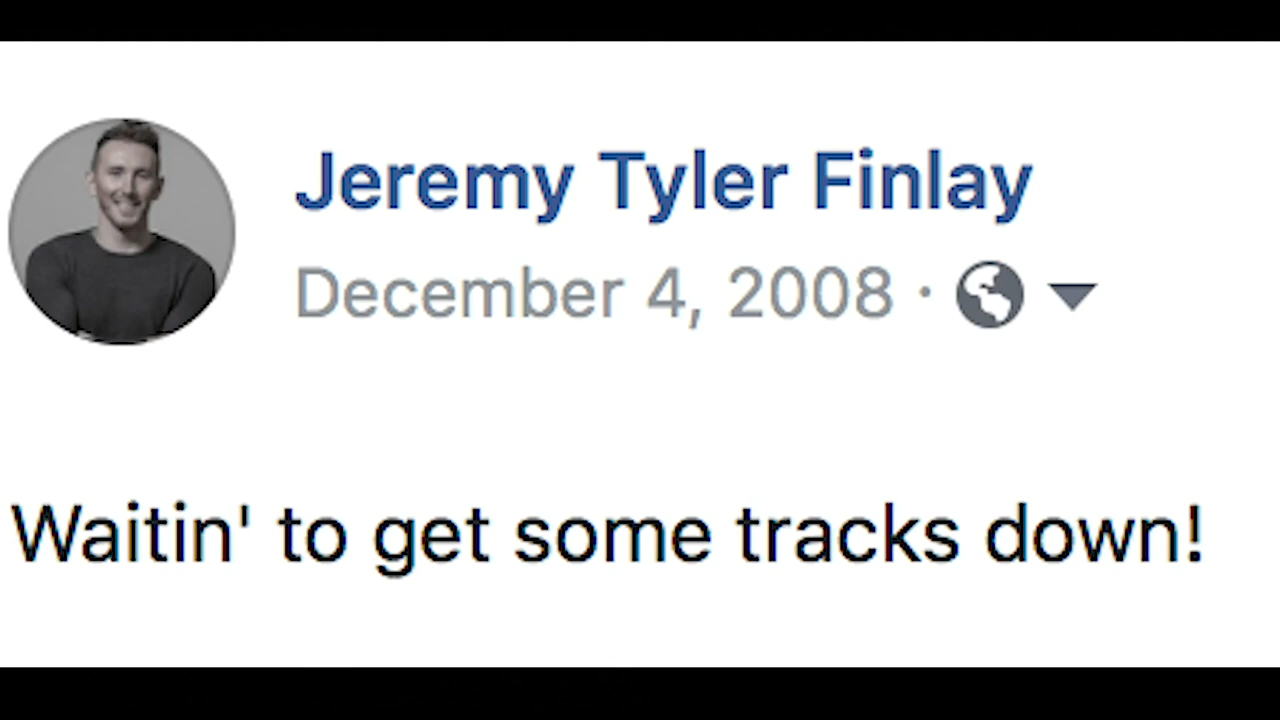 Jeremy Tyler Finlay
December 4, 2008 ·
Waitin' to get some tracks down!